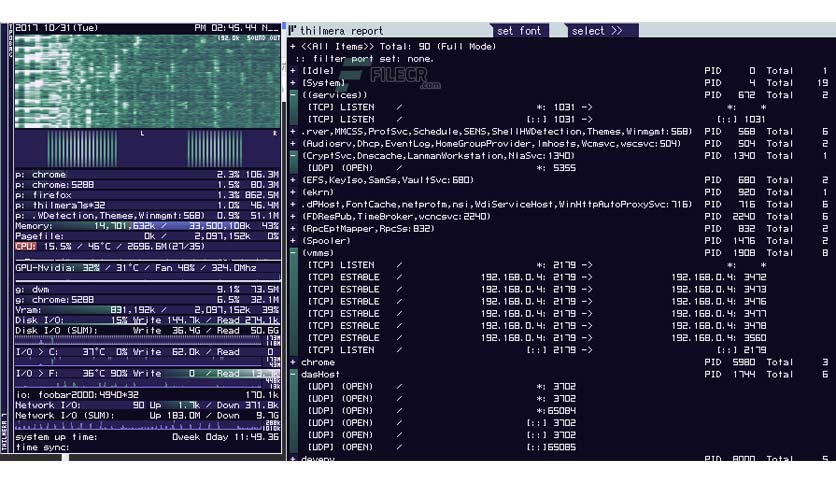 2017 10/31(Tue) PM 02:45.44 N__
192.0k SOUND OUT
L R
p: chrome 2.3% 106.3M
p: chrome:5288 1.5% 80.3M
p: firefox 1.3% 862.5M
p: thilmera7s*32 1.0% 46.4M
p: .WDetection,Themes,Winmgmt:568) 0.9% 51.1M
Memory: 14,701,632k / 33,500,108k 43%
Pagefile: 0k / 2,097,152k 0%
CPU: 15.5% / 46°C / 2696.6M(27/35)
GPU-Nvidia: 32% / 31°C / Fan 48% / 324.0Mhz
g: dwm 9.1% 73.5M
g: chrome:5288 6.5% 32.1M
Vram: 831,192k / 2,097,152k 39%
Disk I/O: 15% Write 144.7k / Read 274.1k
Disk I/O (SUM): Write 36.4G / Read 50.6G
I/O > C: 37°C 0% Write 62.0k / Read 0
I/O > F: 36°C 90% Write 0 / Read
io: foobar2000:4940*32 170.1k
Network I/O: 90 Up 1.7k / Down 371.8k
Network I/O (SUM): Up 183.0M / Down 9.7G
system up time: 0week 0day 11:49.36
time sync:
THILMERA 7
thilmera report set font select >>
+ <<All Items>> Total: 90 (Full Mode)
:: filter port set: none.
FILECR
.com
+ [Idle] PID 0 Total 1
+ [System] PID 4 Total 19
− ((services)) PID 672 Total 2
[TCP] LISTEN / *: 1031 -> *: *
[TCP] LISTEN / [::] 1031 -> [::] 1031
+ .rver,MMCSS,ProfSvc,Schedule,SENS,ShellHWDetection,Themes,Winmgmt:568) PID 568 Total 6
+ (Audiosrv,Dhcp,EventLog,HomeGroupProvider,lmhosts,Wcmsvc,wscsvc:504) PID 504 Total 2
− (CryptSvc,Dnscache,LanmanWorkstation,NlaSvc:1340) PID 1340 Total 1
[UDP] (OPEN) / *: 5355
+ (EFS,KeyIso,SamSs,VaultSvc:680) PID 680 Total 2
+ (ekrn) PID 920 Total 1
+ .dPHost,FontCache,netprofm,nsi,WdiServiceHost,WinHttpAutoProxySvc:716) PID 716 Total 6
+ (FDResPub,TimeBroker,wcncsvc:2240) PID 2240 Total 6
+ (RpcEptMapper,RpcSs:832) PID 832 Total 2
+ (Spooler) PID 1476 Total 2
− (vmms) PID 1908 Total 8
[TCP] LISTEN / *: 2179 -> *: *
[TCP] ESTABLE / 192.168.0.4: 2179 -> 192.168.0.4: 3472
[TCP] ESTABLE / 192.168.0.4: 2179 -> 192.168.0.4: 3473
[TCP] ESTABLE / 192.168.0.4: 2179 -> 192.168.0.4: 3476
[TCP] ESTABLE / 192.168.0.4: 2179 -> 192.168.0.4: 3477
[TCP] ESTABLE / 192.168.0.4: 2179 -> 192.168.0.4: 3478
[TCP] ESTABLE / 192.168.0.4: 2179 -> 192.168.0.4: 3560
[TCP] LISTEN / [::] 2179 -> [::] 2179
+ chrome PID 5980 Total 3
− dasHost PID 1744 Total 6
[UDP] (OPEN) / *: 3702
[UDP] (OPEN) / *: 3702
[UDP] (OPEN) / *:65084
[UDP] (OPEN) / [::] 3702
[UDP] (OPEN) / [::] 3702
[UDP] (OPEN) / [::]65085
+ devenv PID 8000 Total 5